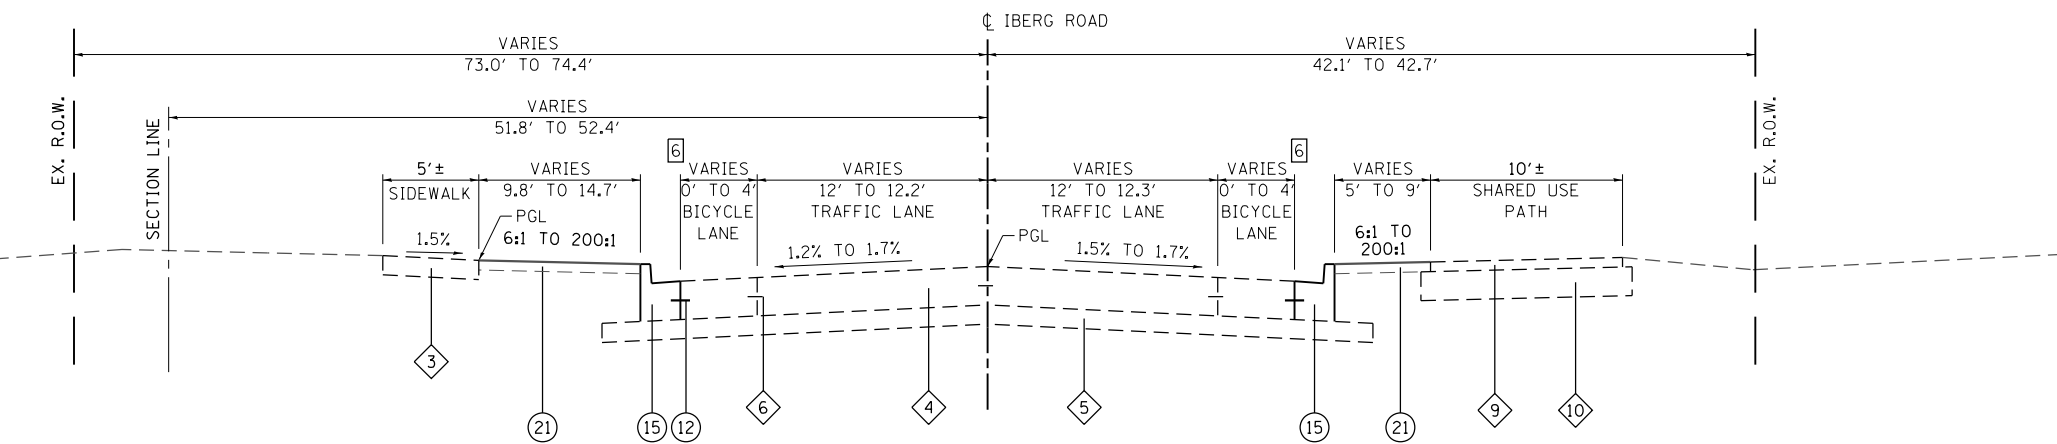 ℄ IBERG ROAD
VARIES
73.0' TO 74.4'
VARIES
42.1' TO 42.7'
EX. R.O.W.
SECTION LINE
VARIES
51.8' TO 52.4'
EX. R.O.W.
6
6
5'±
SIDEWALK
VARIES
9.8' TO 14.7'
VARIES
0' TO 4'
BICYCLE
LANE
VARIES
12' TO 12.2'
TRAFFIC LANE
VARIES
12' TO 12.3'
TRAFFIC LANE
VARIES
0' TO 4'
BICYCLE
LANE
VARIES
5' TO 9'
10'±
SHARED USE
PATH
PGL
1.5%
6:1 TO 200:1
1.2% TO 1.7%
PGL
1.5% TO 1.7%
6:1 TO
200:1
3
21
15
12
6
4
5
15
21
9
10